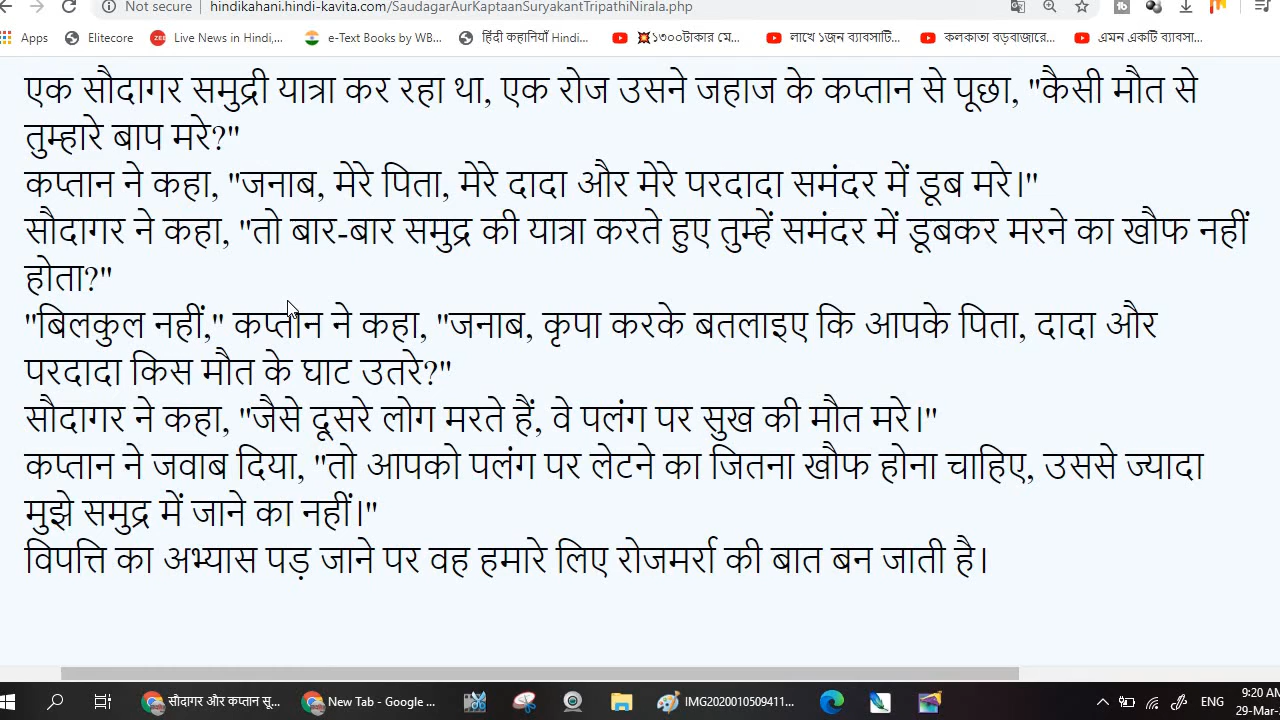 Not secure | hindikahani.hindi-kavita.com/SaudagarAurKaptaanSuryakantTripathiNirala.php
Apps Elitecore Live News in Hindi,... e-Text Books by WB... हिंदी कहानियाँ Hindi... ১৩০০টাকার মে... লাখে ১জন ব্যাবসাটি... কলকাতা বড়বাজারে... এমন একটি ব্যাবসা...
एक सौदागर समुद्री यात्रा कर रहा था, एक रोज उसने जहाज के कप्तान से पूछा, "कैसी मौत से
तुम्हारे बाप मरे?"
कप्तान ने कहा, "जनाब, मेरे पिता, मेरे दादा और मेरे परदादा समंदर में डूब मरे।"
सौदागर ने कहा, "तो बार-बार समुद्र की यात्रा करते हुए तुम्हें समंदर में डूबकर मरने का खौफ नहीं
होता?"
"बिलकुल नहीं," कप्तान ने कहा, "जनाब, कृपा करके बतलाइए कि आपके पिता, दादा और
परदादा किस मौत के घाट उतरे?"
सौदागर ने कहा, "जैसे दूसरे लोग मरते हैं, वे पलंग पर सुख की मौत मरे।"
कप्तान ने जवाब दिया, "तो आपको पलंग पर लेटने का जितना खौफ होना चाहिए, उससे ज्यादा
मुझे समुद्र में जाने का नहीं।"
विपत्ति का अभ्यास पड़ जाने पर वह हमारे लिए रोजमर्रा की बात बन जाती है।
सौदागर और कप्तान सू... New Tab - Google ... IMG2020010509411... ENG 9:20 AM
29-Mar-